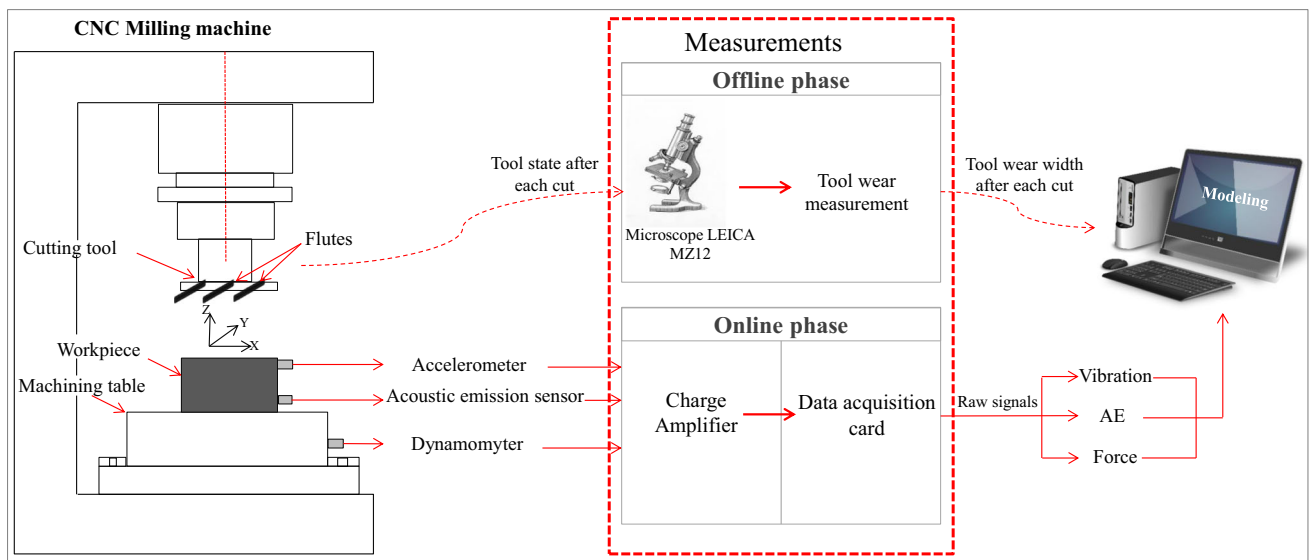 CNC Milling machine
Cutting tool
Flutes
Z
Y
X
Workpiece
Machining table
Tool state after
each cut
Accelerometer
Acoustic emission sensor
Dynamomyter
Measurements
Offline phase
Microscope LEICA
MZ12
Tool wear
measurement
Online phase
Charge
Amplifier
Data acquisition
card
Tool wear width
after each cut
Modeling
Raw signals
Vibration
AE
Force